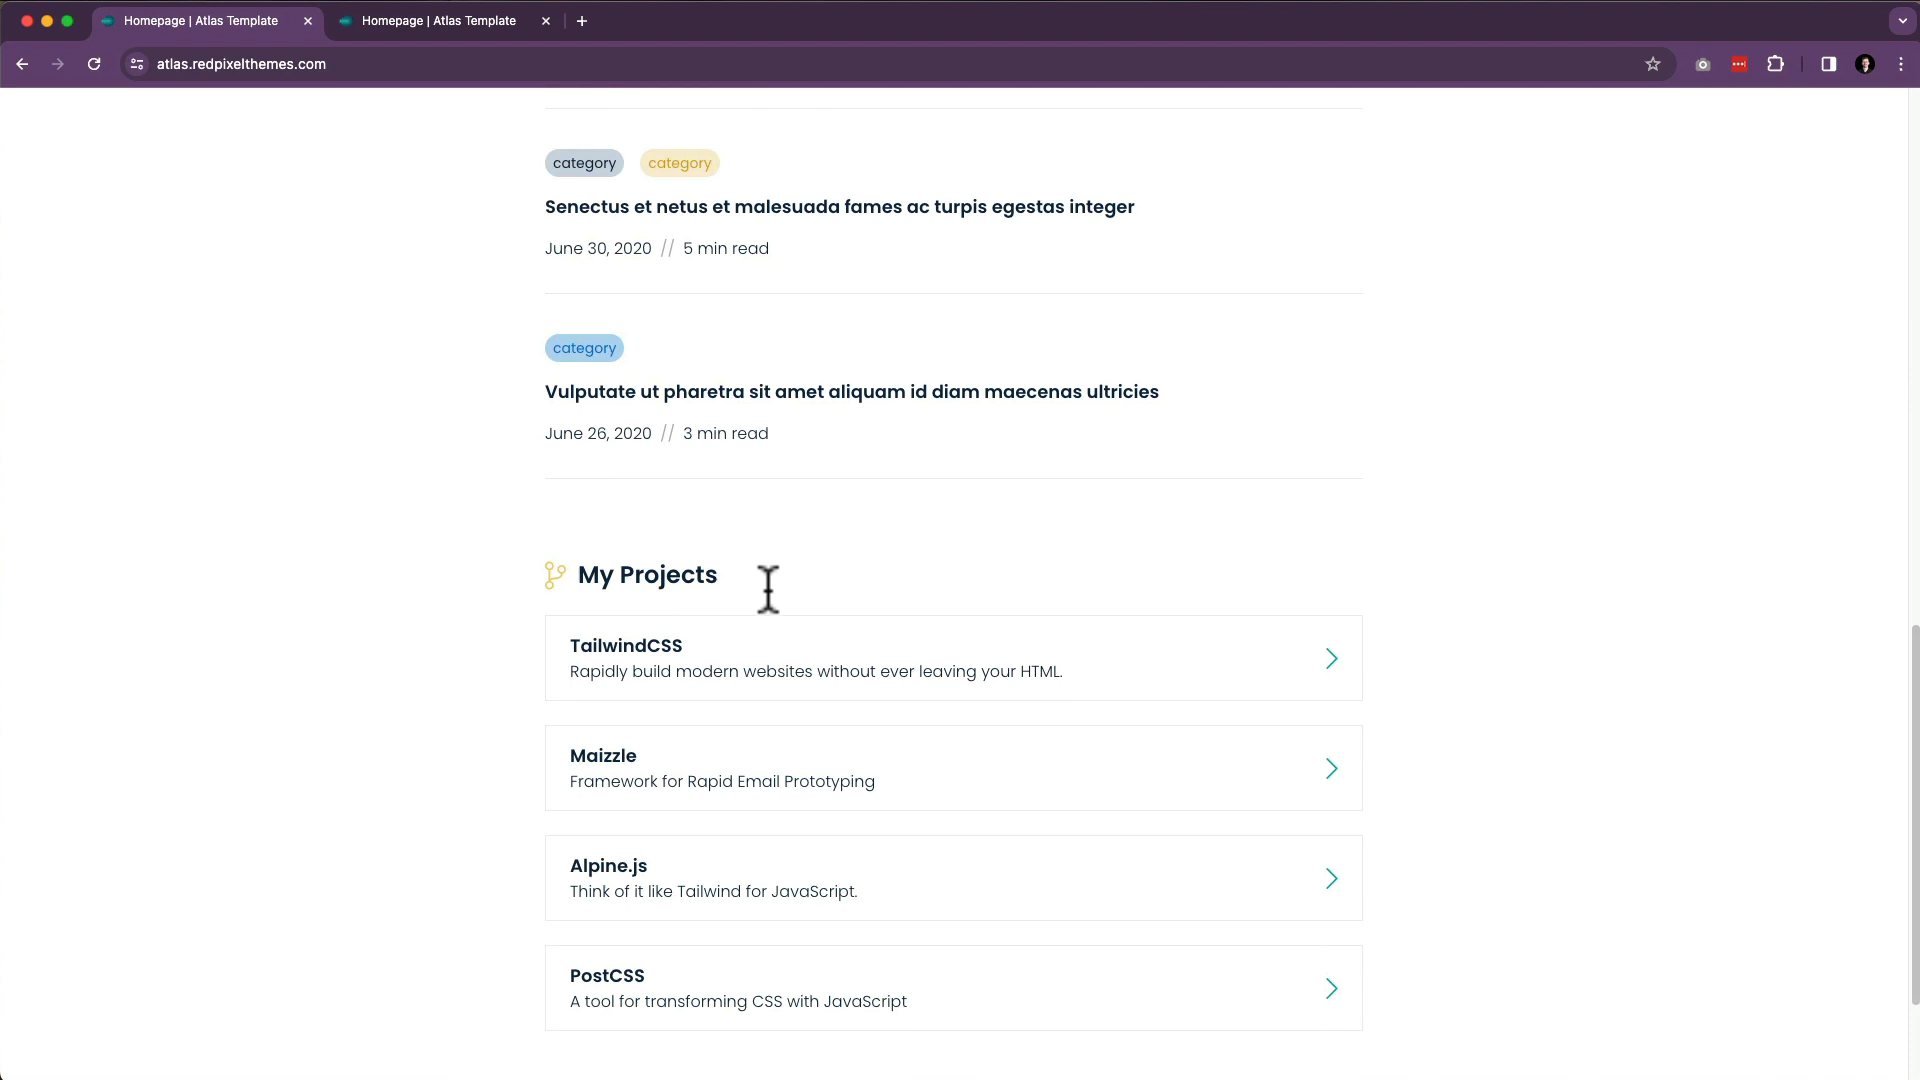 Homepage | Atlas Template
Homepage | Atlas Template
atlas.redpixelthemes.com
category category
Senectus et netus et malesuada fames ac turpis egestas integer
June 30, 2020 // 5 min read
category
Vulputate ut pharetra sit amet aliquam id diam maecenas ultricies
June 26, 2020 // 3 min read
My Projects
TailwindCSS
Rapidly build modern websites without ever leaving your HTML.
Maizzle
Framework for Rapid Email Prototyping
Alpine.js
Think of it like Tailwind for JavaScript.
PostCSS
A tool for transforming CSS with JavaScript